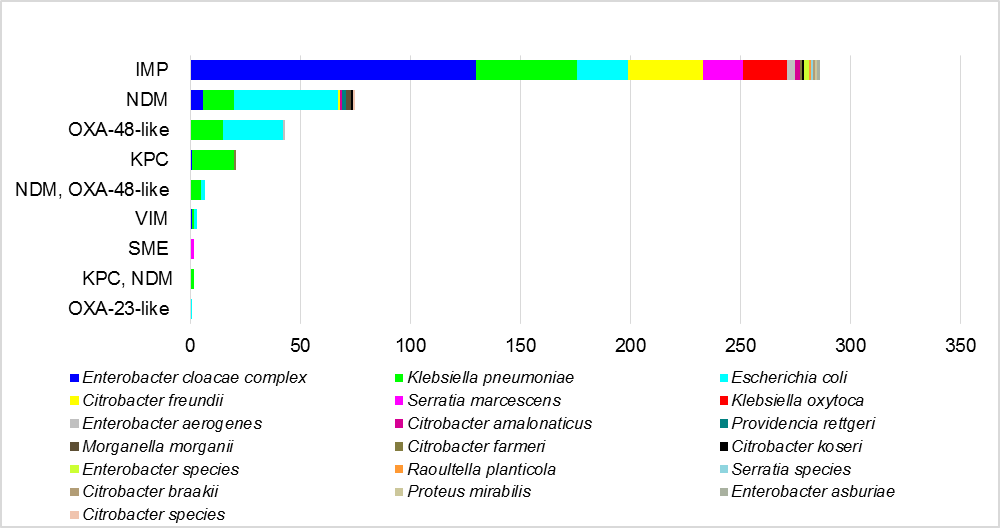 IMP
NDM
OXA-48-like
KPC
NDM, OXA-48-like
VIM
SME
KPC, NDM
OXA-23-like
0 50 100 150 200 250 300 350
Enterobacter cloacae complex Klebsiella pneumoniae Escherichia coli
Citrobacter freundii Serratia marcescens Klebsiella oxytoca
Enterobacter aerogenes Citrobacter amalonaticus Providencia rettgeri
Morganella morganii Citrobacter farmeri Citrobacter koseri
Enterobacter species Raoultella planticola Serratia species
Citrobacter braakii Proteus mirabilis Enterobacter asburiae
Citrobacter species